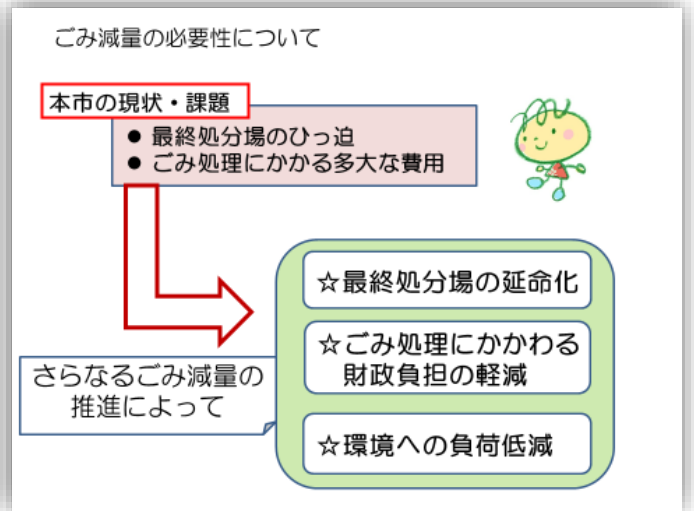 ごみ減量の必要性について
本市の現状・課題
● 最終処分場のひっ迫
● ごみ処理にかかる多大な費用
☆最終処分場の延命化
☆ごみ処理にかかわる
財政負担の軽減
さらなるごみ減量の
推進によって
☆環境への負荷低減